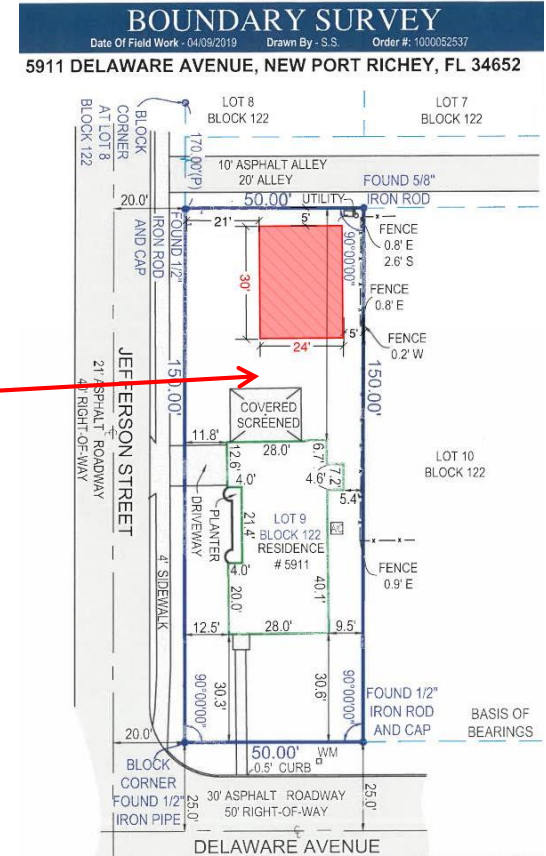 BOUNDARY SURVEY
Date Of Field Work - 04/09/2019 Drawn By - S.S. Order #: 1000052537
5911 DELAWARE AVENUE, NEW PORT RICHEY, FL 34652
LOT 8
BLOCK 122
LOT 7
BLOCK 122
BLOCK
CORNER
AT LOT 8
BLOCK 122
170.00'(P)
10' ASPHALT ALLEY
20' ALLEY
FOUND 5/8"
IRON ROD
20.0'
50.00'
UTILITY
21'
5'
90°00'00"
FENCE
0.8' E
2.6' S
FOUND 1/2"
IRON ROD
AND CAP
30'
FENCE
0.8' E
5'
FENCE
0.2' W
24'
JEFFERSON STREET
21' ASPHALT ROADWAY
40' RIGHT-OF-WAY
150.00'
150.00'
COVERED
SCREENED
11.8'
28.0'
6.7'
12.6'
4.0'
4.6'
7.2'
5.4'
LOT 10
BLOCK 122
DRIVEWAY
PLANTER
21.4'
LOT 9
BLOCK 122
RESIDENCE
# 5911
A/C
4.0'
FENCE
0.9' E
4' SIDEWALK
20.0'
40.1'
12.5'
28.0'
9.5'
90°00'00"
30.3'
30.6'
90°00'00"
FOUND 1/2"
IRON ROD
AND CAP
BASIS OF
BEARINGS
20.0'
50.00'
WM
0.5' CURB
BLOCK
CORNER
FOUND 1/2"
IRON PIPE
25.0'
30' ASPHALT ROADWAY
50' RIGHT-OF-WAY
25.0'
DELAWARE AVENUE